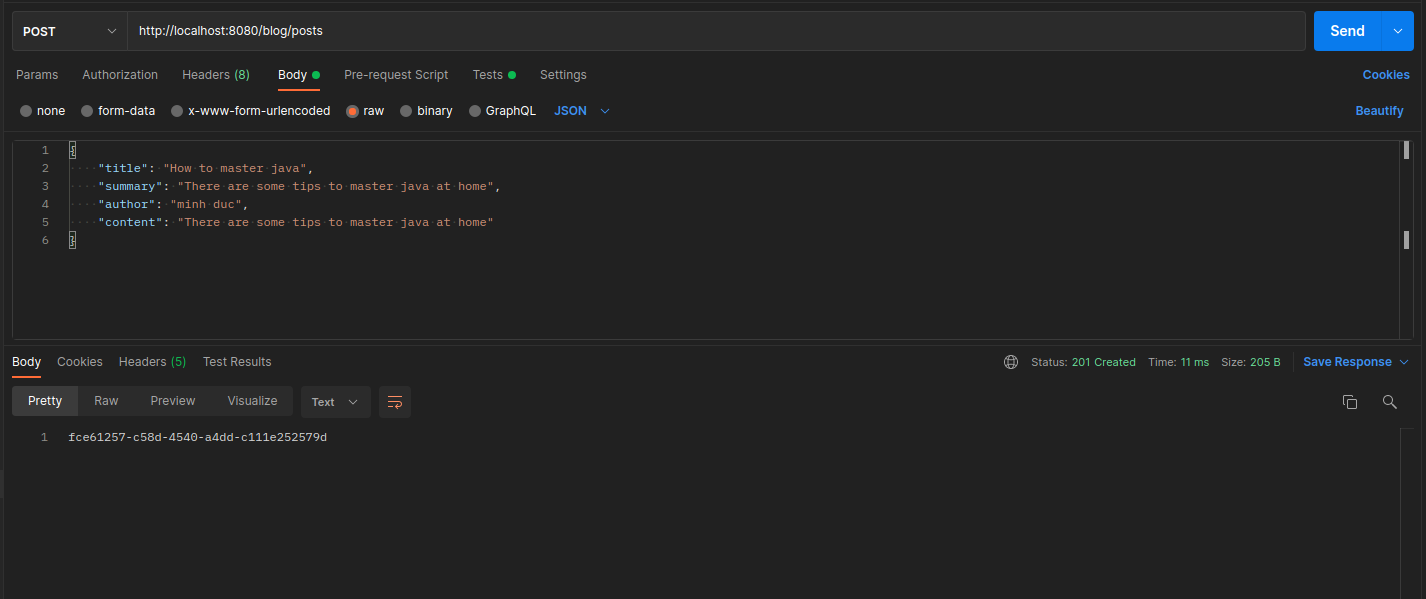 POST http://localhost:8080/blog/posts Send
Params Authorization Headers (8) Body Pre-request Script Tests Settings Cookies
none form-data x-www-form-urlencoded raw binary GraphQL JSON Beautify
1 {
2 "title": "How to master java",
3 "summary": "There are some tips to master java at home",
4 "author": "minh duc",
5 "content": "There are some tips to master java at home"
6 }
Body Cookies Headers (5) Test Results Status: 201 Created Time: 11 ms Size: 205 B Save Response
Pretty Raw Preview Visualize Text
1 fce61257-c58d-4540-a4dd-c111e252579d